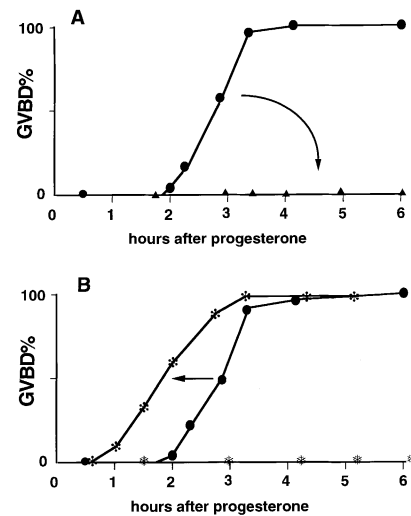 A
100
GVBD%
0
0 1 2 3 4 5 6
hours after progesterone
B
100
GVBD%
0
0 1 2 3 4 5 6
hours after progesterone